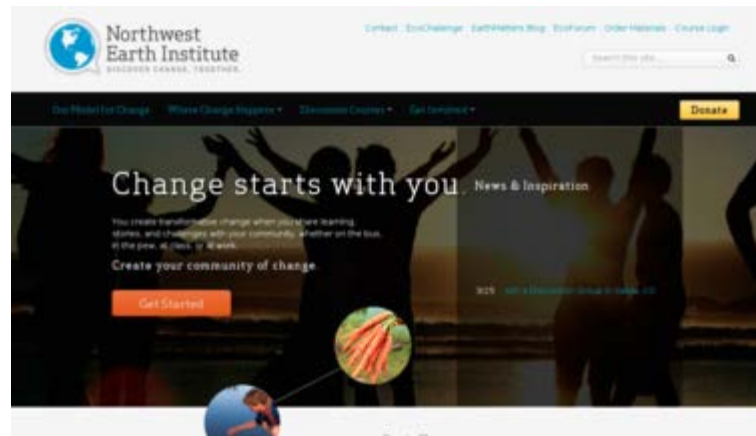 Northwest
Earth Institute
DISCOVER CHANGE, TOGETHER.
Contact EcoChallenge EarthMatters Blog EcoForum Order Materials Course Login
Search this site...
Our Model for Change Where Change Happens Discussion Courses Get Involved
Donate
Change starts with you.
News & Inspiration
You create transformative change when you share learning,
stories, and challenges with your community, whether on the bus,
in the pew, at class, or at work.
Create your community of change.
Get Started
3/25